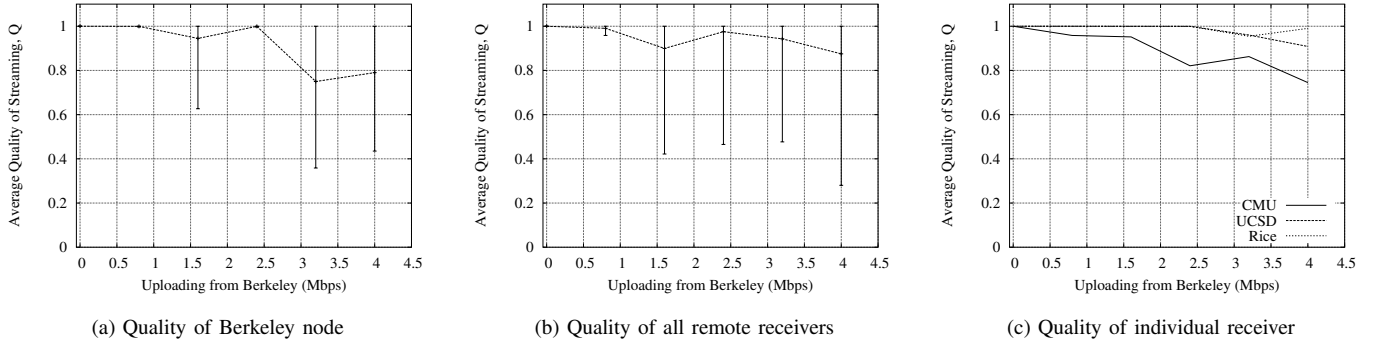 Average Quality of Streaming, Q
1
0.8
0.6
0.4
0.2
0
0 0.5 1 1.5 2 2.5 3 3.5 4 4.5
Uploading from Berkeley (Mbps)
(a) Quality of Berkeley node
Average Quality of Streaming, Q
1
0.8
0.6
0.4
0.2
0
0 0.5 1 1.5 2 2.5 3 3.5 4 4.5
Uploading from Berkeley (Mbps)
(b) Quality of all remote receivers
Average Quality of Streaming, Q
1
0.8
0.6
0.4
0.2
0
CMU
UCSD
Rice
0 0.5 1 1.5 2 2.5 3 3.5 4 4.5
Uploading from Berkeley (Mbps)
(c) Quality of individual receiver